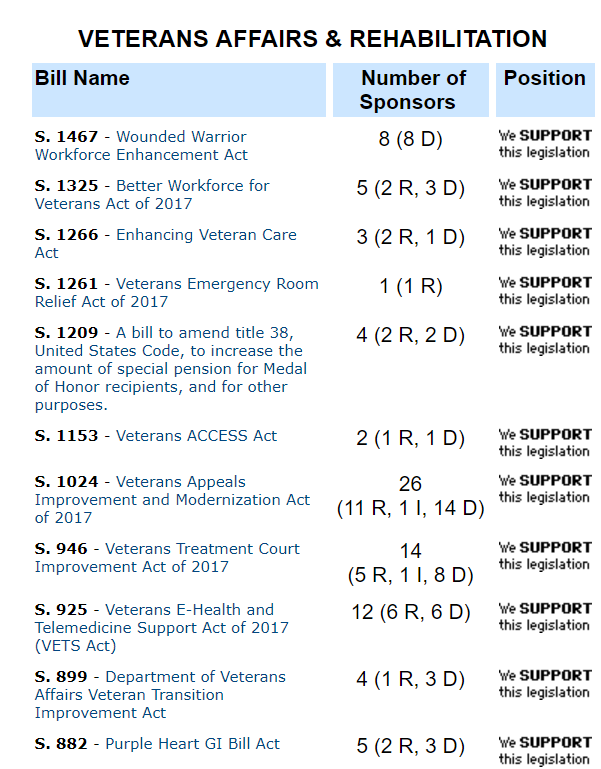 VETERANS AFFAIRS & REHABILITATION
Bill Name
Number of
Sponsors
Position
S. 1467 - Wounded Warrior
Workforce Enhancement Act
8 (8 D)
We SUPPORT
this legislation
S. 1325 - Better Workforce for
Veterans Act of 2017
5 (2 R, 3 D)
We SUPPORT
this legislation
S. 1266 - Enhancing Veteran Care
Act
3 (2 R, 1 D)
We SUPPORT
this legislation
S. 1261 - Veterans Emergency Room
Relief Act of 2017
1 (1 R)
We SUPPORT
this legislation
S. 1209 - A bill to amend title 38,
United States Code, to increase the
amount of special pension for Medal
of Honor recipients, and for other
purposes.
4 (2 R, 2 D)
We SUPPORT
this legislation
S. 1153 - Veterans ACCESS Act
2 (1 R, 1 D)
We SUPPORT
this legislation
S. 1024 - Veterans Appeals
Improvement and Modernization Act
of 2017
26
(11 R, 1 I, 14 D)
We SUPPORT
this legislation
S. 946 - Veterans Treatment Court
Improvement Act of 2017
14
(5 R, 1 I, 8 D)
We SUPPORT
this legislation
S. 925 - Veterans E-Health and
Telemedicine Support Act of 2017
(VETS Act)
12 (6 R, 6 D)
We SUPPORT
this legislation
S. 899 - Department of Veterans
Affairs Veteran Transition
Improvement Act
4 (1 R, 3 D)
We SUPPORT
this legislation
S. 882 - Purple Heart GI Bill Act
5 (2 R, 3 D)
We SUPPORT
this legislation